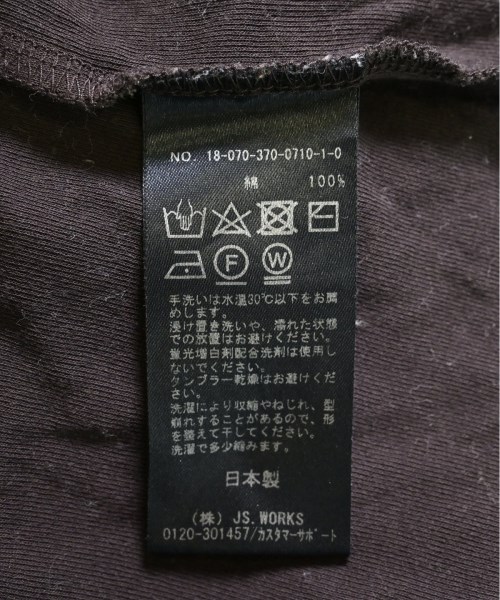 NO. 18-070-370-0710-1-0
綿 100%
F W
手洗いは水温30℃以下をお薦
めします。
浸け置き洗いや、濡れた状態
での放置はお避けください。
蛍光増白剤配合洗剤は使用し
ないでください。
タンブラー乾燥はお避けくだ
さい。
洗濯により収縮やねじれ、型
崩れすることがあるので、形
を整えて干してください。
洗濯で多少縮みます。
日本製
(株) JS. WORKS
0120-301457/カスタマーサポート